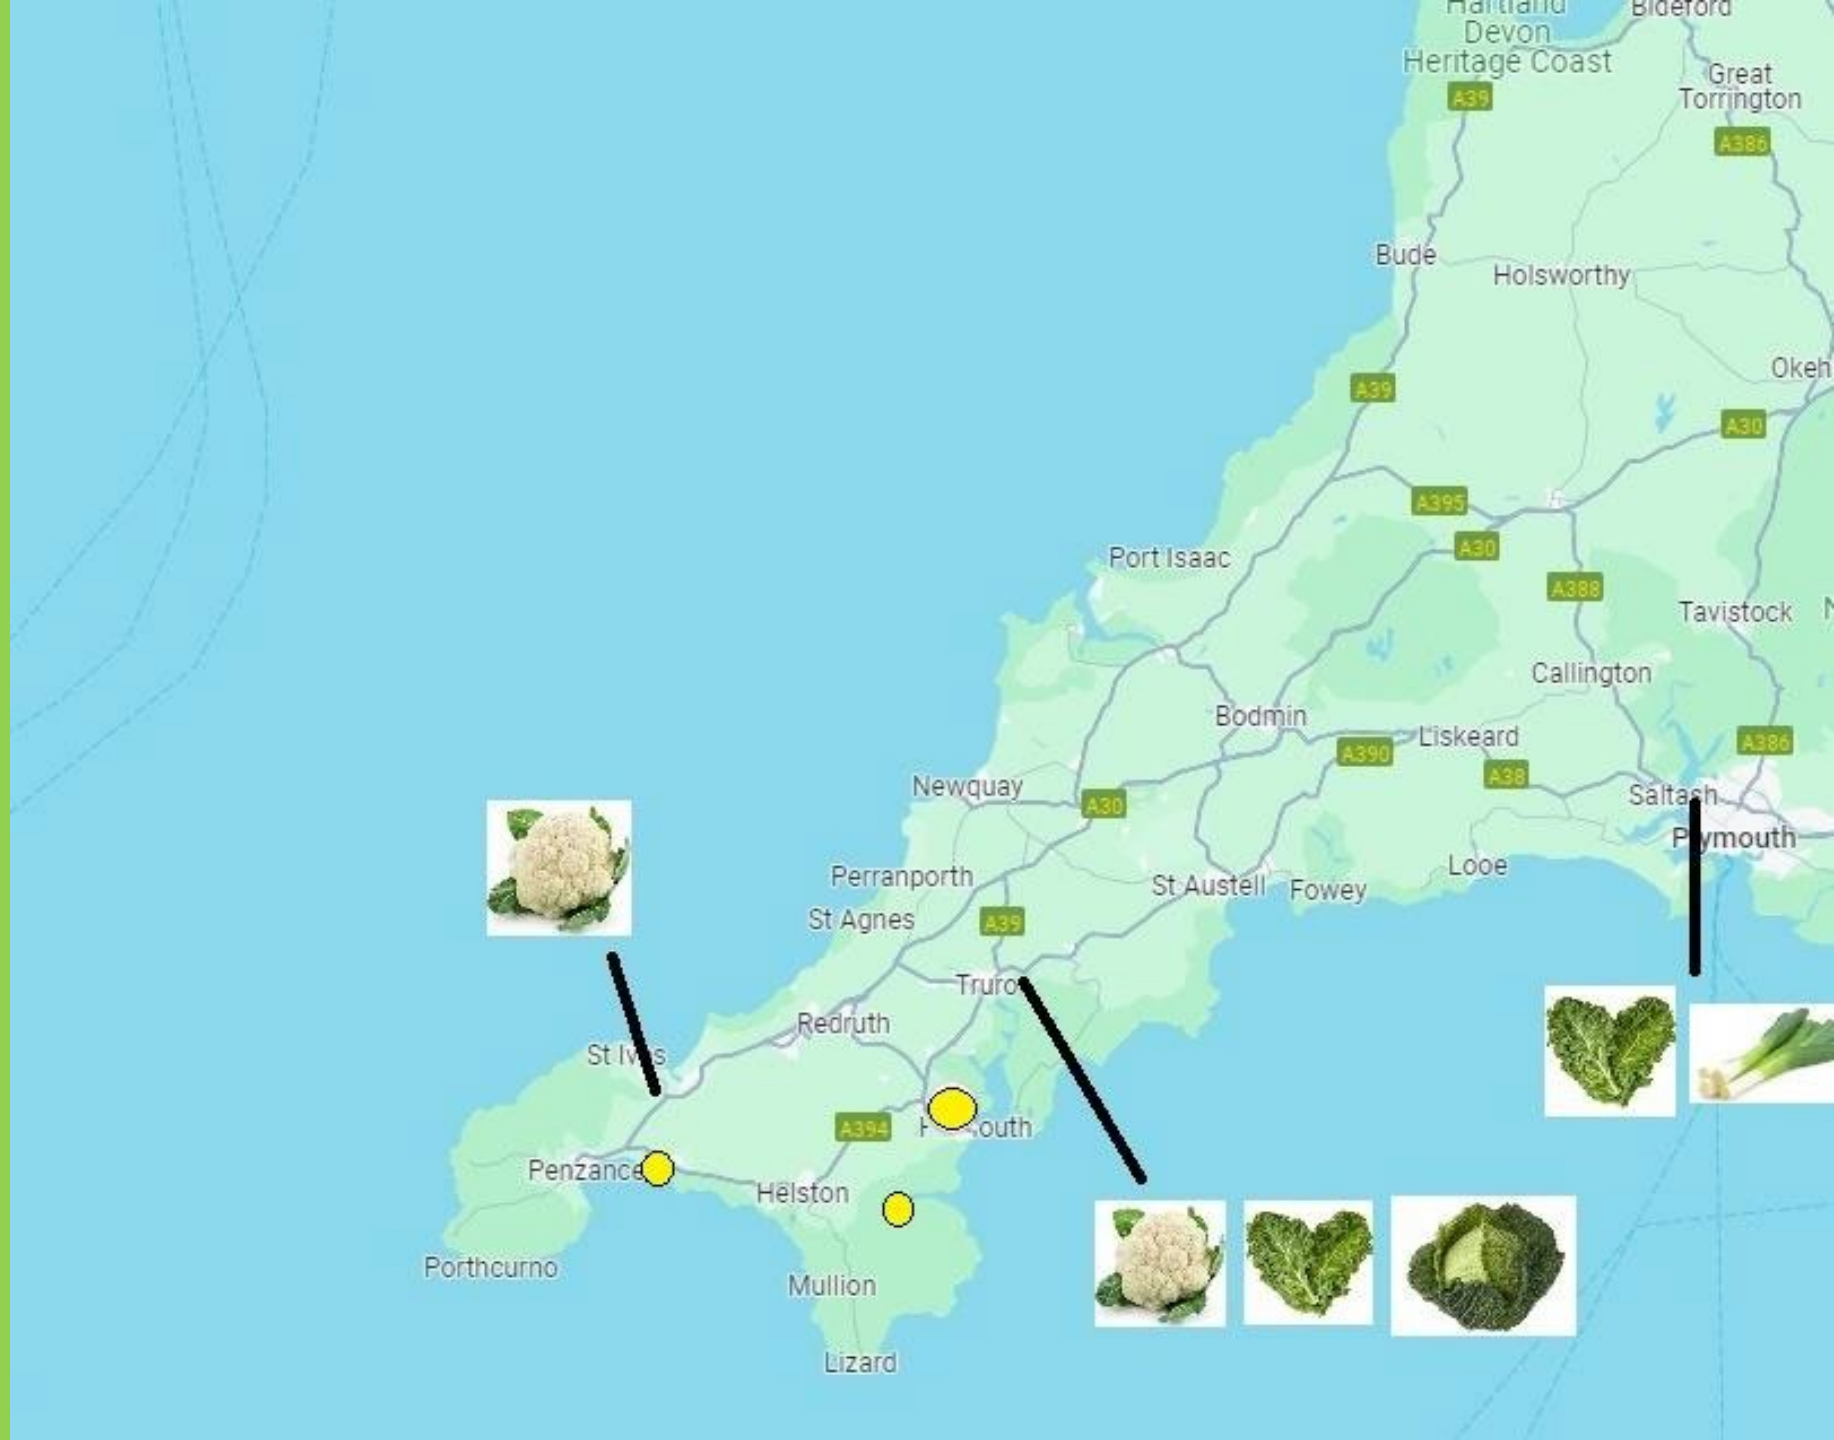 Hartland
Devon
Heritage Coast
Bideford
Great
Torrington
A39
A386
Bude
Holsworthy
Okeh
A39
A30
A395
A30
Port Isaac
A388
Tavistock
Callington
Bodmin
Liskeard
A390
A386
A38
Newquay
A30
Saltash
Plymouth
Perranporth
St Austell
Fowey
Looe
St Agnes
A39
Truro
Redruth
St Ives
A394
Penzance
Helston
Porthcurno
Mullion
Lizard